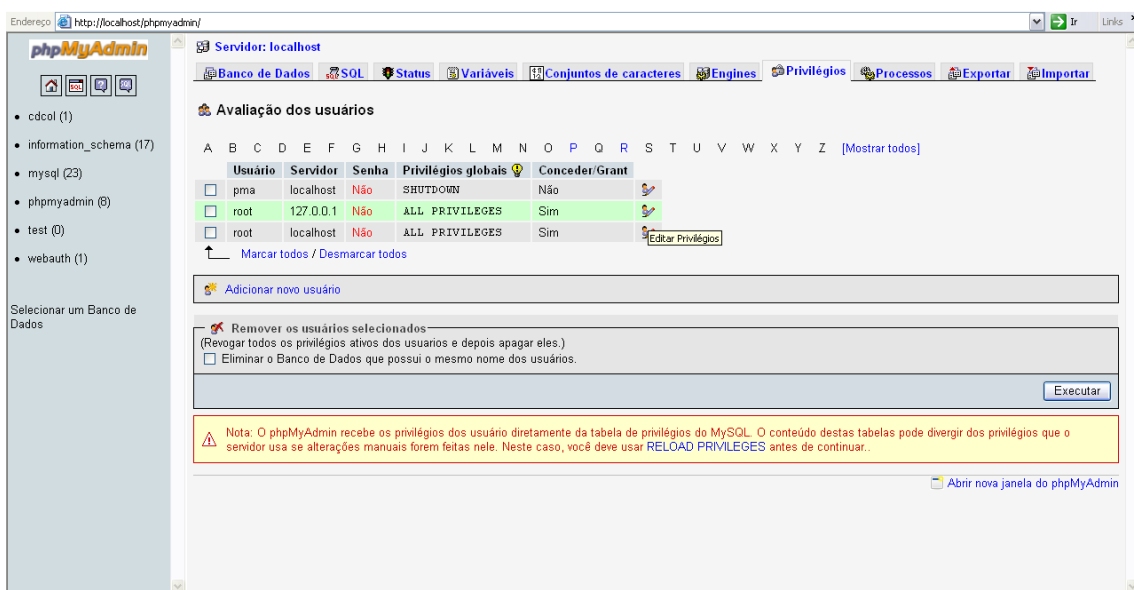 Endereço http://localhost/phpmyadmin/ Ir Links
phpMyAdmin
SQL
cdcol (1)
information_schema (17)
mysql (23)
phpmyadmin (8)
test (0)
webauth (1)
Selecionar um Banco de
Dados
Servidor: localhost
Banco de Dados SQL Status Variáveis Conjuntos de caracteres Engines Privilégios Processos Exportar Importar
Avaliação dos usuários
A B C D E F G H I J K L M N O P Q R S T U V W X Y Z [Mostrar todos]
Usuário Servidor Senha Privilégios globais Conceder/Grant
pma localhost Não SHUTDOWN Não
root 127.0.0.1 Não ALL PRIVILEGES Sim
root localhost Não ALL PRIVILEGES Sim
Editar Privilégios
Marcar todos / Desmarcar todos
Adicionar novo usuário
Remover os usuários selecionados
(Revogar todos os privilégios ativos dos usuarios e depois apagar eles.)
Eliminar o Banco de Dados que possui o mesmo nome dos usuários.
Executar
Nota: O phpMyAdmin recebe os privilégios dos usuário diretamente da tabela de privilégios do MySQL. O conteúdo destas tabelas pode divergir dos privilégios que o
servidor usa se alterações manuais forem feitas nele. Neste caso, você deve usar RELOAD PRIVILEGES antes de continuar..
Abrir nova janela do phpMyAdmin